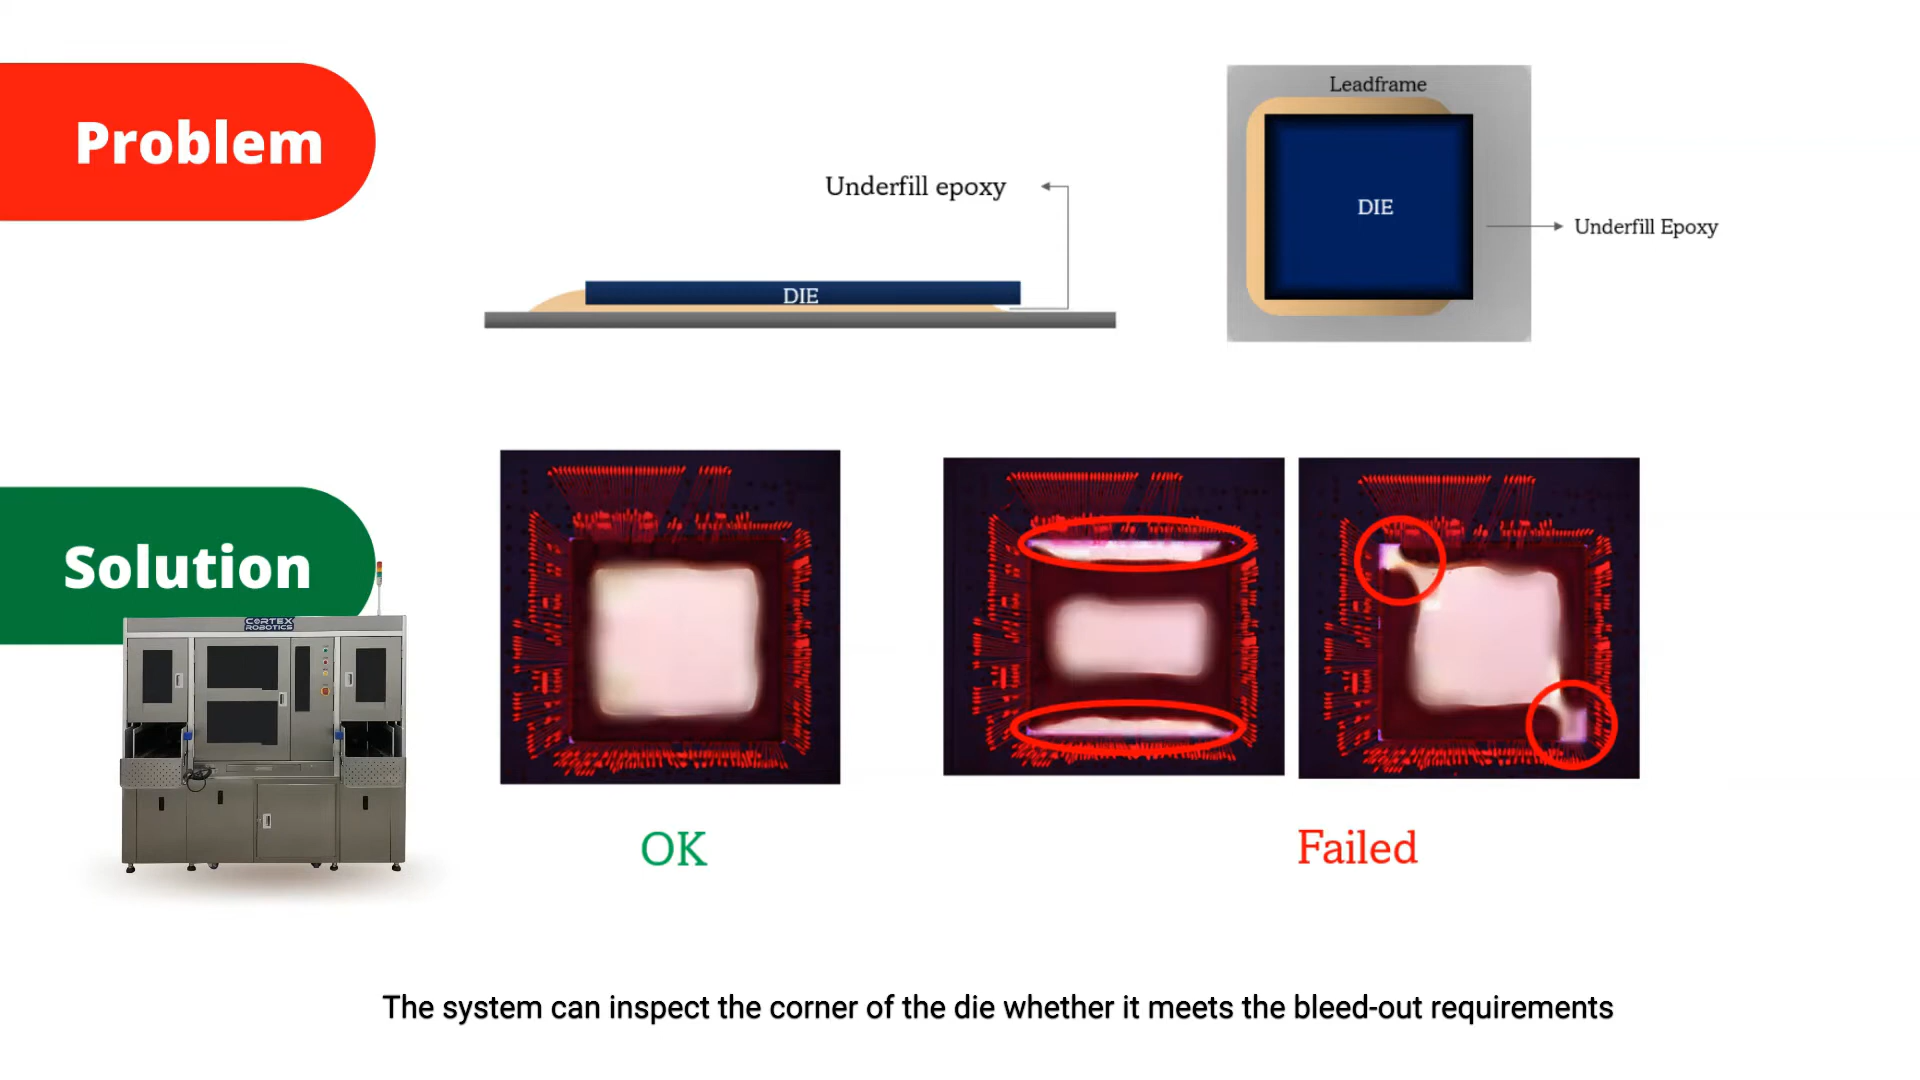 Problem
Leadframe
Underfill epoxy
DIE
Underfill Epoxy
DIE
Solution
CORTEX
ROBOTICS
OK
Failed
The system can inspect the corner of the die whether it meets the bleed-out requirements